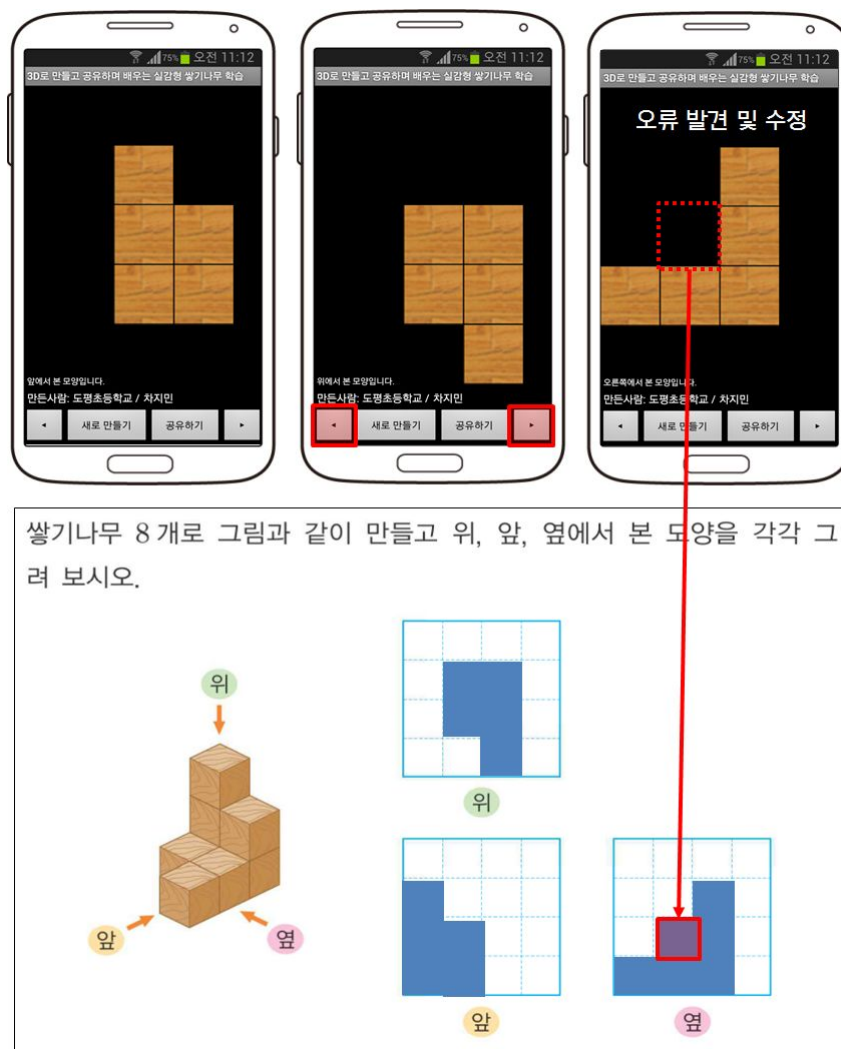 75% 오전 11:12
3D로 만들고 공유하며 배우는 실감형 쌓기나무 학습
앞에서 본 모양입니다.
만든사람: 도평초등학교 / 차지민
새로 만들기 공유하기
75% 오전 11:12
3D로 만들고 공유하며 배우는 실감형 쌓기나무 학습
위에서 본 모양입니다.
만든사람: 도평초등학교 / 차지민
새로 만들기 공유하기
75% 오전 11:12
3D로 만들고 공유하며 배우는 실감형 쌓기나무 학습
오류 발견 및 수정
오른쪽에서 본 모양입니다.
만든사람: 도평초등학교 / 차지민
새로 만들기 공유하기
쌓기나무 8개로 그림과 같이 만들고 위, 앞, 옆에서 본 모양을 각각 그
려 보시오.
위
앞
옆
위
앞
옆